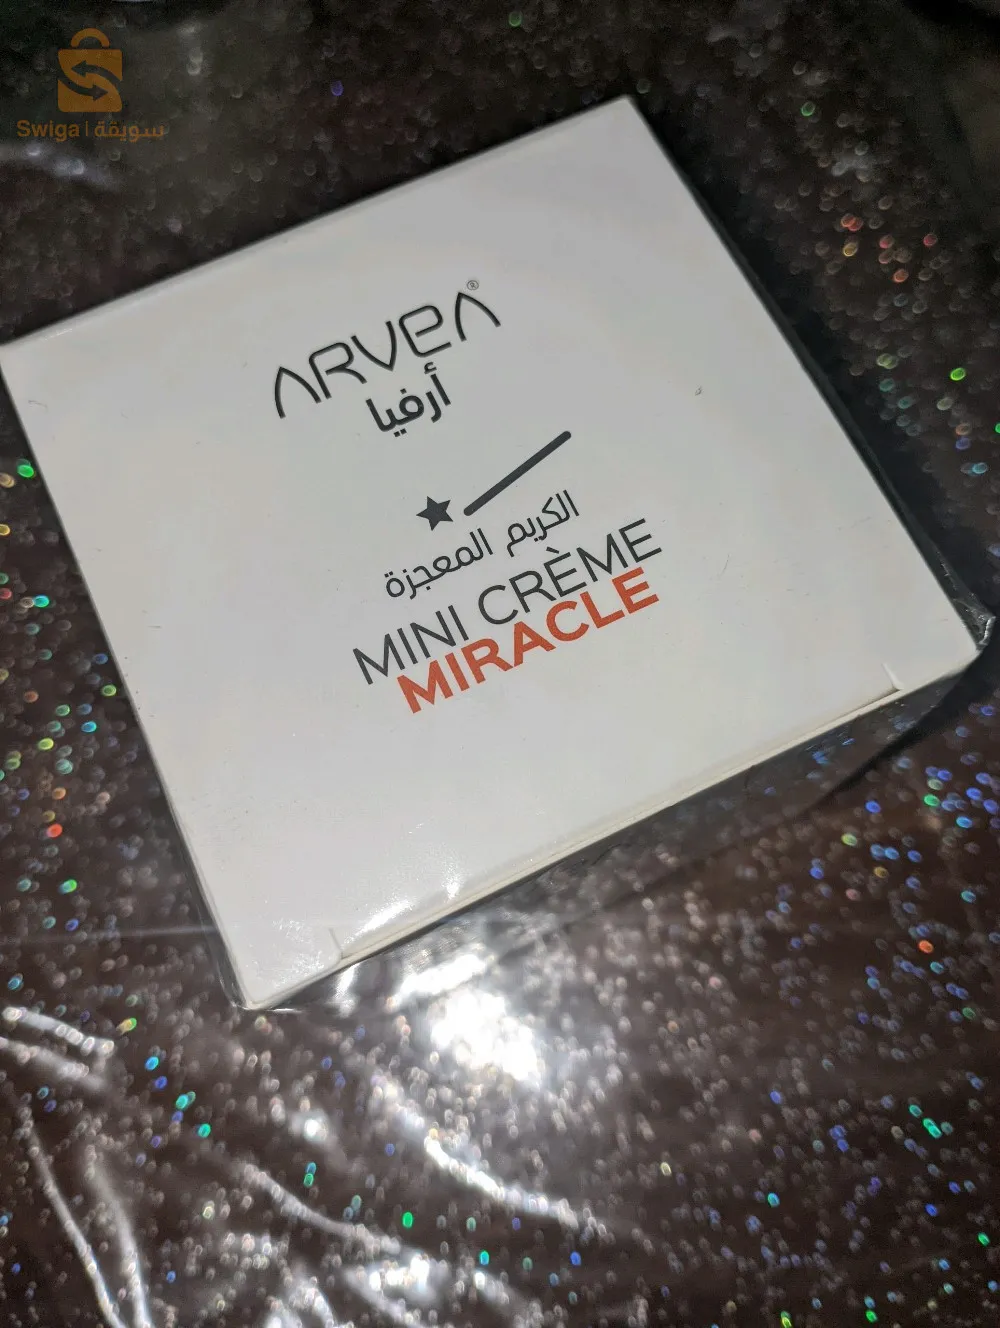 Swiga | سويقة
ARVEA®
أرفيا
الكريم المعجزة
MINI CRÈME
MIRACLE